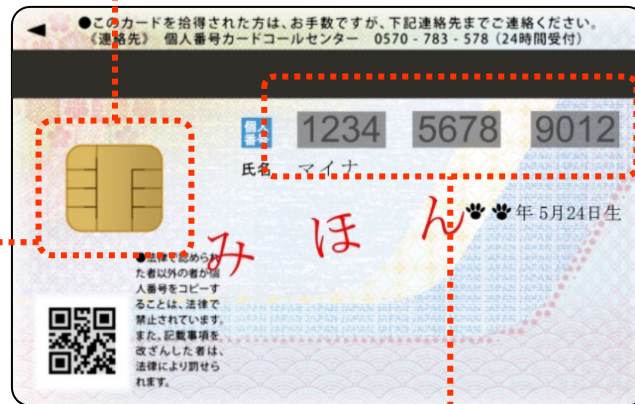 ●このカードを拾得された方は、お手数ですが、下記連絡先までご連絡ください。
《連絡先》 個人番号カードコールセンター 0570-783-578（24時間受付）
個人番号 1234 5678 9012
氏名 マイナ
年 5月24日生
みほん
●法律で認められ
た者以外の者が個
人番号をコピーす
ることは、法律で
禁止されています。
また、記載事項を
改ざんした者は、
法律により罰せら
れます。